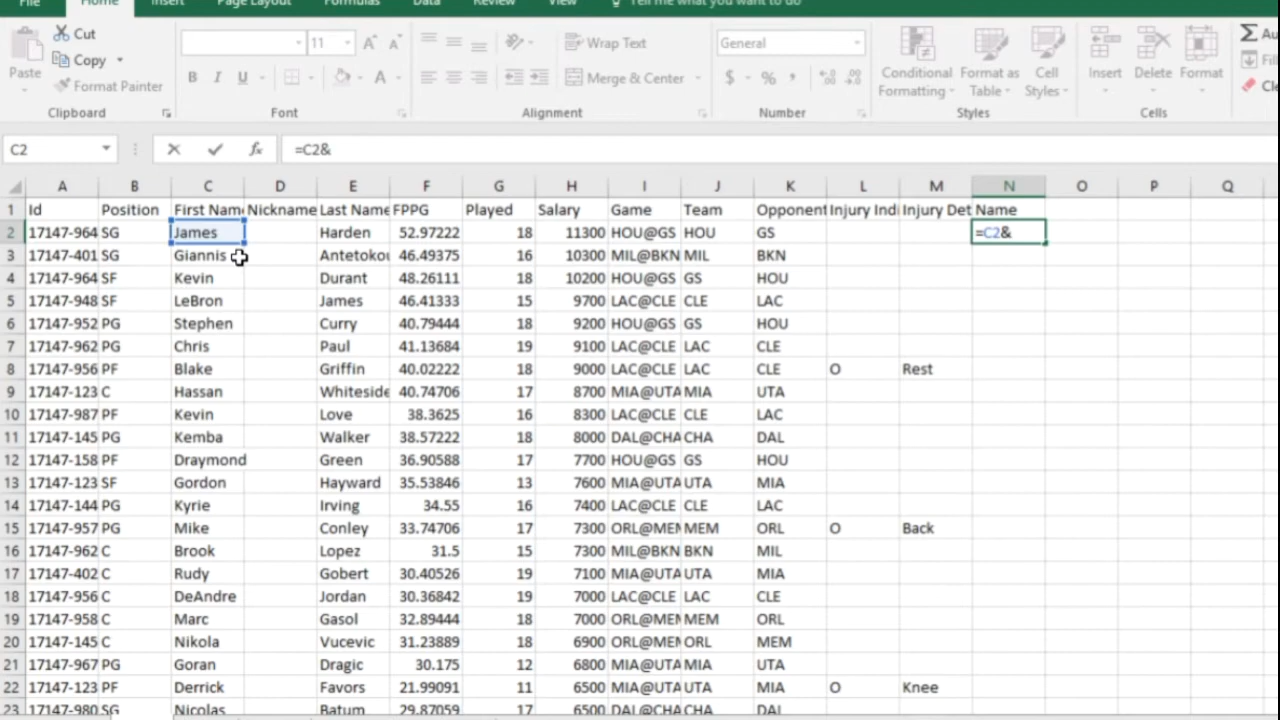 File Home Insert Page Layout Formulas Data Review View Tell me what you want to do
Cut
Copy
Format Painter
Paste
Clipboard
11 A A
B I U A
Font
Wrap Text
Merge & Center
Alignment
General
$ % ,
Number
Conditional Formatting
Format as Table
Cell Styles
Styles
Insert Delete Format
Cells
C2 fx =C2&
A B C D E F G H I J K L M N O P Q
1 Id Position First Nam Nickname Last Name FPPG Played Salary Game Team Opponent Injury Indi Injury Det Name
2 17147-964 SG James Harden 52.97222 18 11300 HOU@GS HOU GS =C2&
3 17147-401 SG Giannis Antetokou 46.49375 16 10300 MIL@BKN MIL BKN
4 17147-964 SF Kevin Durant 48.26111 18 10200 HOU@GS GS HOU
5 17147-948 SF LeBron James 46.41333 15 9700 LAC@CLE CLE LAC
6 17147-952 PG Stephen Curry 40.79444 18 9200 HOU@GS GS HOU
7 17147-962 PG Chris Paul 41.13684 19 9100 LAC@CLE LAC CLE
8 17147-956 PF Blake Griffin 40.02222 18 9000 LAC@CLE LAC CLE O Rest
9 17147-123 C Hassan Whiteside 40.74706 17 8700 MIA@UTA MIA UTA
10 17147-987 PF Kevin Love 38.3625 16 8300 LAC@CLE CLE LAC
11 17147-145 PG Kemba Walker 38.57222 18 8000 DAL@CHA CHA DAL
12 17147-158 PF Draymond Green 36.90588 17 7700 HOU@GS GS HOU
13 17147-123 SF Gordon Hayward 35.53846 13 7600 MIA@UTA UTA MIA
14 17147-144 PG Kyrie Irving 34.55 16 7400 LAC@CLE CLE LAC
15 17147-957 PG Mike Conley 33.74706 17 7300 ORL@MEM MEM ORL O Back
16 17147-962 C Brook Lopez 31.5 15 7300 MIL@BKN BKN MIL
17 17147-402 C Rudy Gobert 30.40526 19 7100 MIA@UTA UTA MIA
18 17147-956 C DeAndre Jordan 30.36842 19 7000 LAC@CLE LAC CLE
19 17147-958 C Marc Gasol 32.89444 18 7000 ORL@MEM MEM ORL
20 17147-145 C Nikola Vucevic 31.23889 18 6900 ORL@MEM ORL MEM
21 17147-967 PG Goran Dragic 30.175 12 6800 MIA@UTA MIA UTA
22 17147-123 PF Derrick Favors 21.99091 11 6500 MIA@UTA UTA MIA O Knee
23 17147-980 SG Nicolas Batum 29.87059 17 6500 DAL@CHA CHA DAL